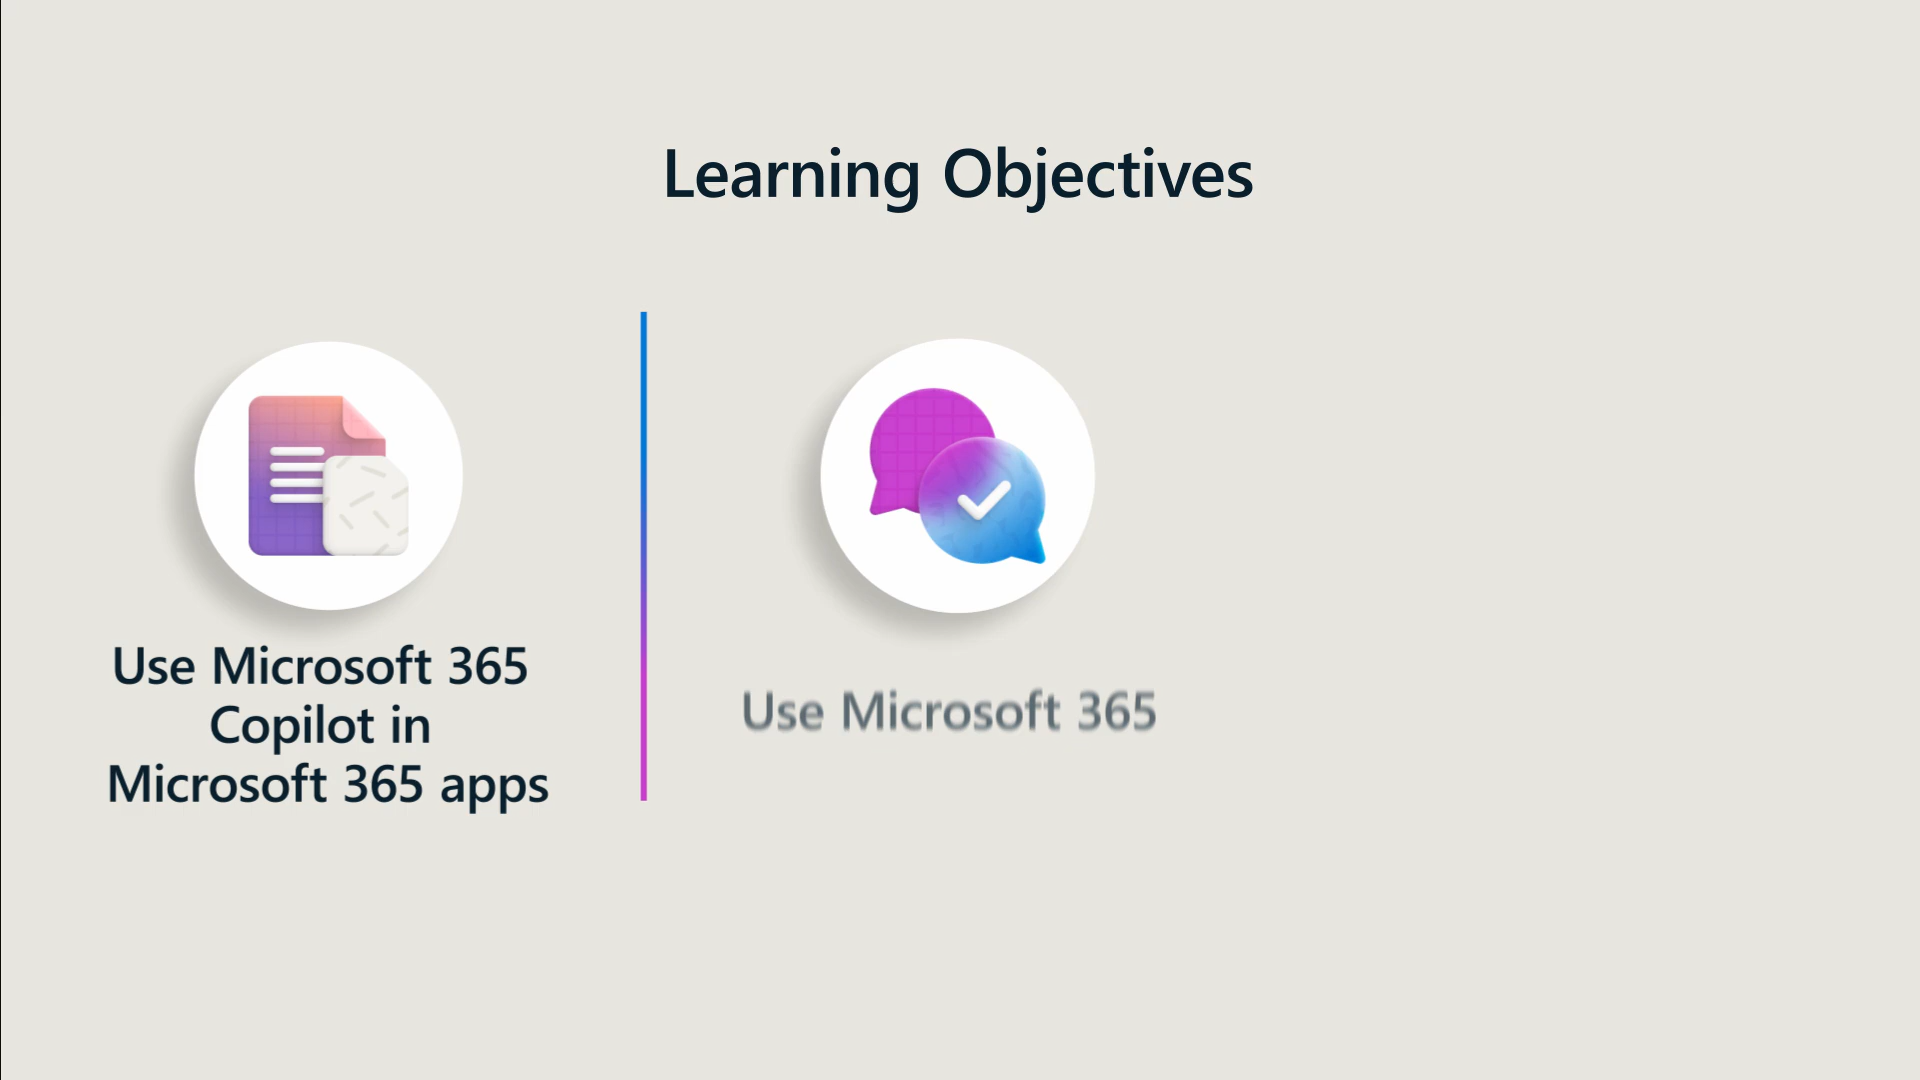 Learning Objectives
Use Microsoft 365
Copilot in
Microsoft 365 apps
Use Microsoft 365